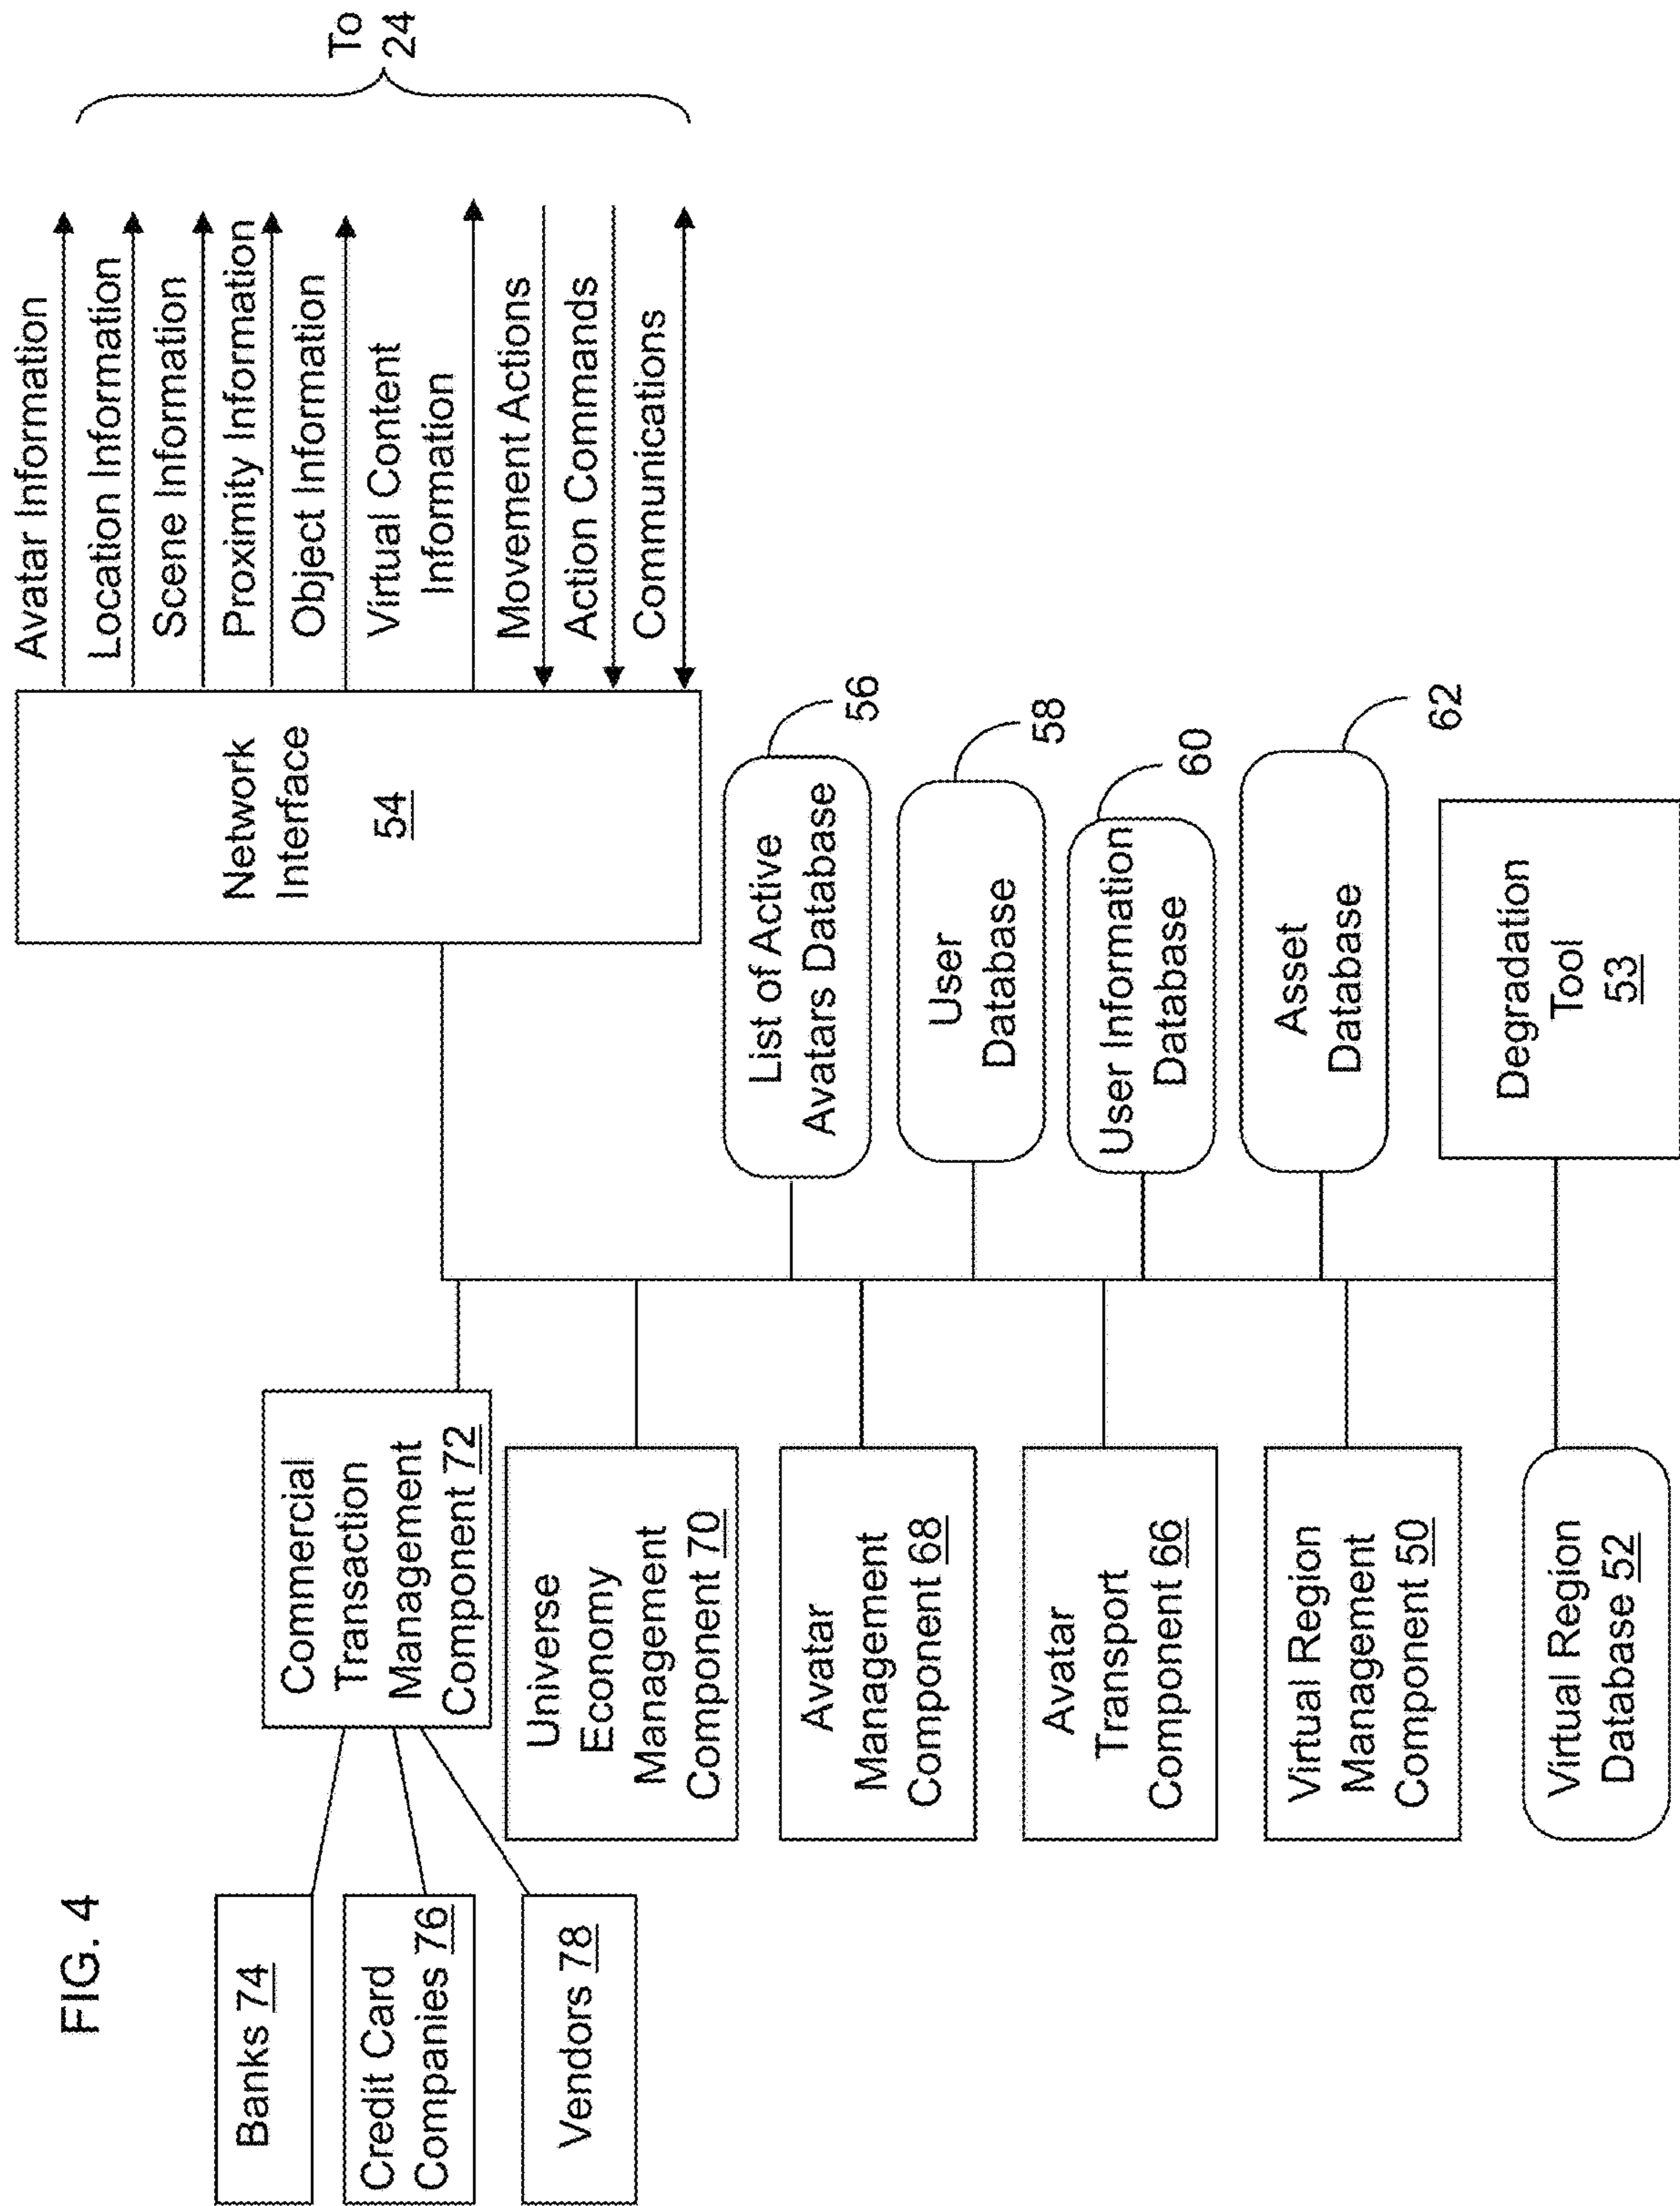 FIG. 4
Banks 74
Credit Card
Companies 76
Vendors 78
Commercial
Transaction
Management
Component 72
Universe
Economy
Management
Component 70
Avatar
Management
Component 68
Avatar
Transport
Component 66
Virtual Region
Management
Component 50
Virtual Region
Database 52
Network
Interface
54
List of Active
Avatars Database
56
User
Database
58
User Information
Database
60
Asset
Database
62
Degradation
Tool
53
Avatar Information
Location Information
Scene Information
Proximity Information
Object Information
Virtual Content
Information
Movement Actions
Action Commands
Communications
To
24